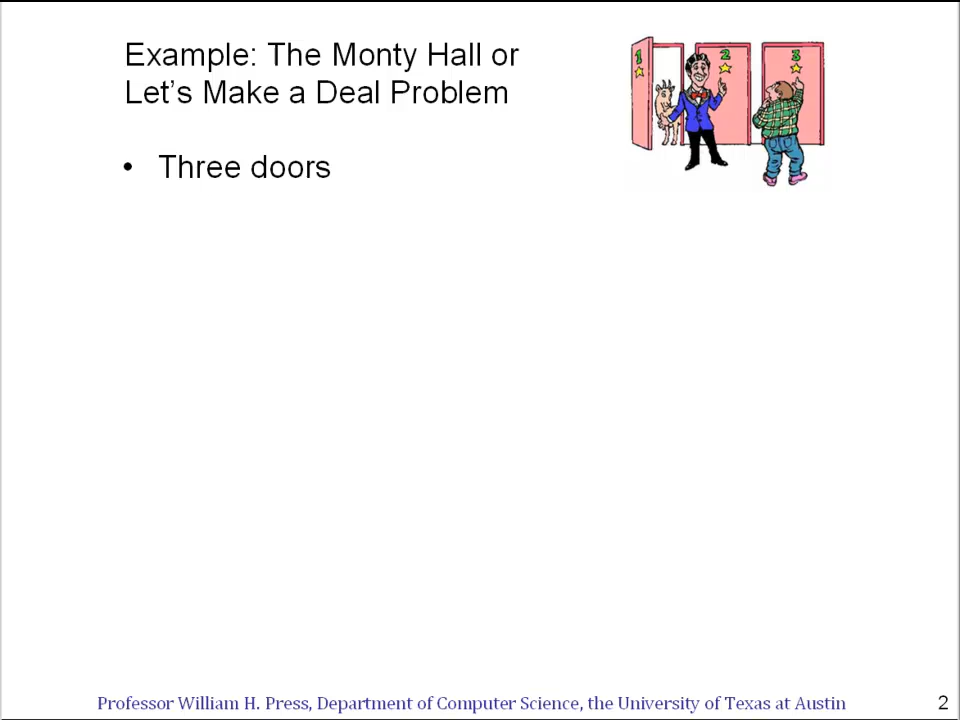 Example: The Monty Hall or
Let's Make a Deal Problem
1 2 3
• Three doors
Professor William H. Press, Department of Computer Science, the University of Texas at Austin 2